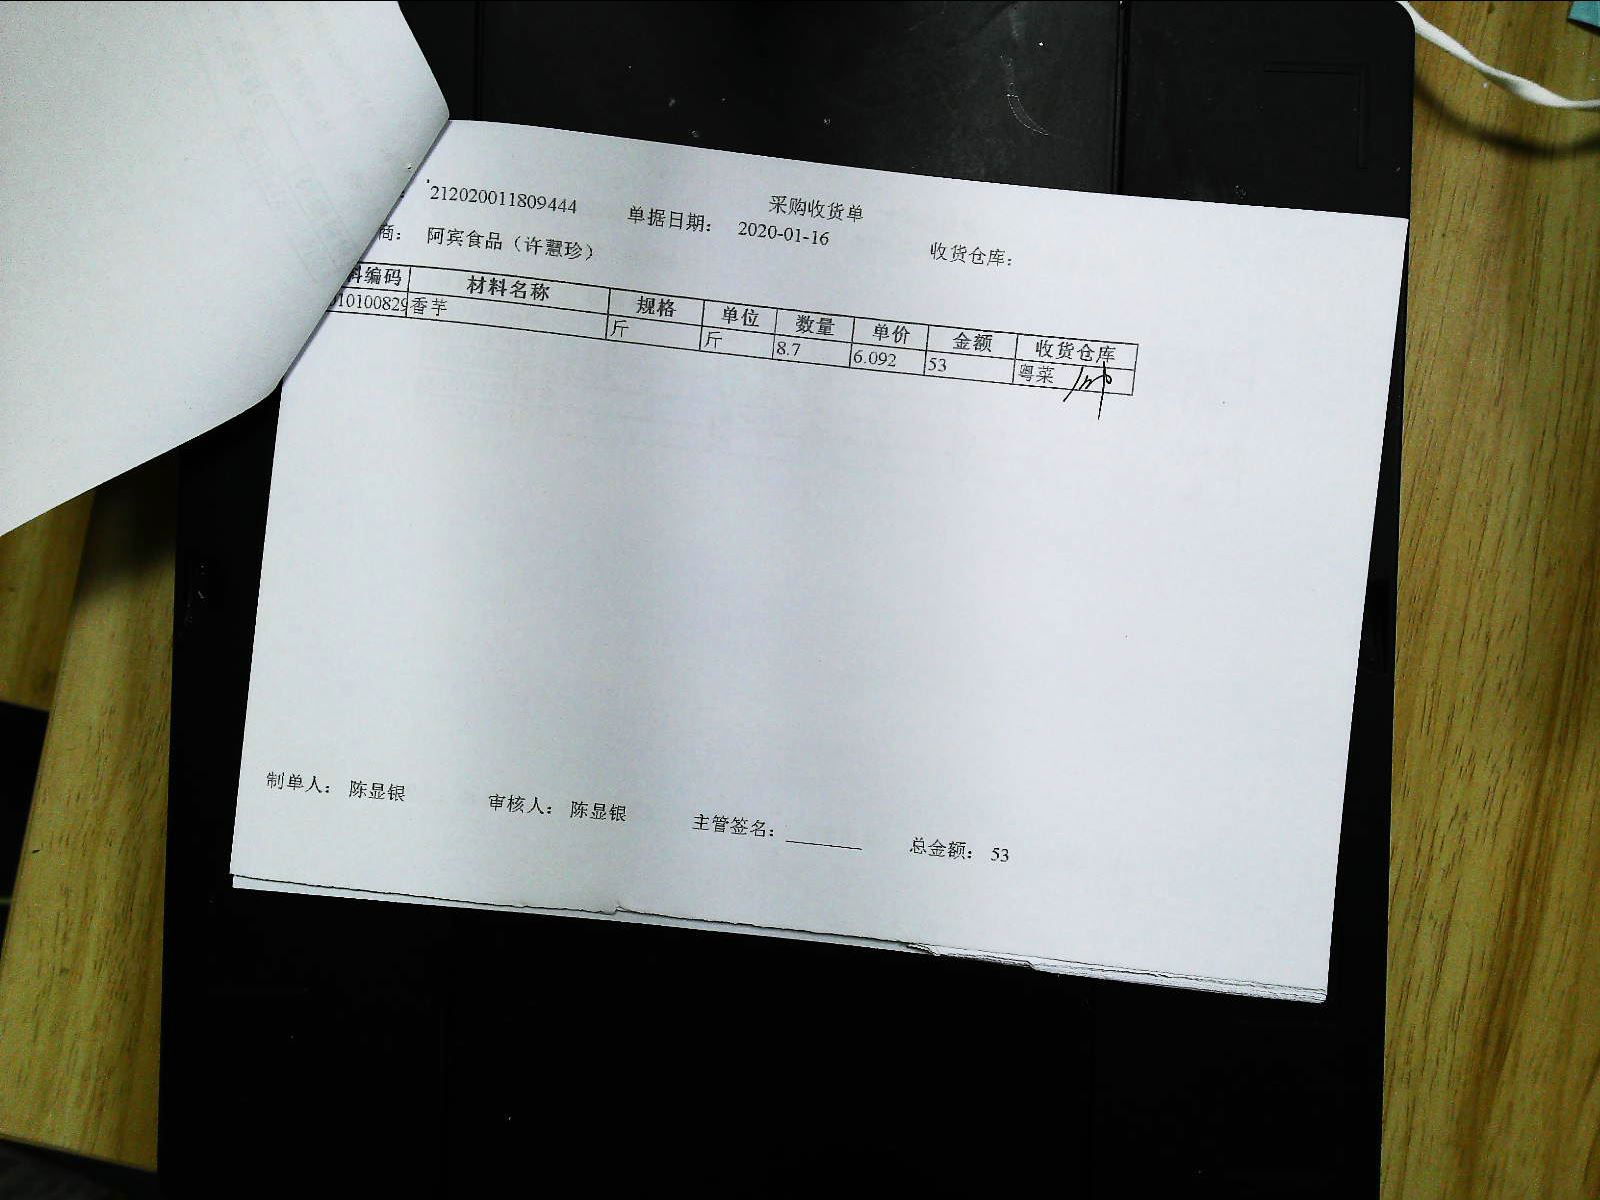 采购收货单
212020011809444 单据日期： 2020-01-16 收货仓库：
商： 阿宾食品（许慧珍）
料编码 材料名称 规格 单位 数量 单价 金额 收货仓库
10100829 香芋 斤 斤 8.7 6.092 53 粤菜
制单人： 陈显银 审核人： 陈显银 主管签名： 总金额： 53